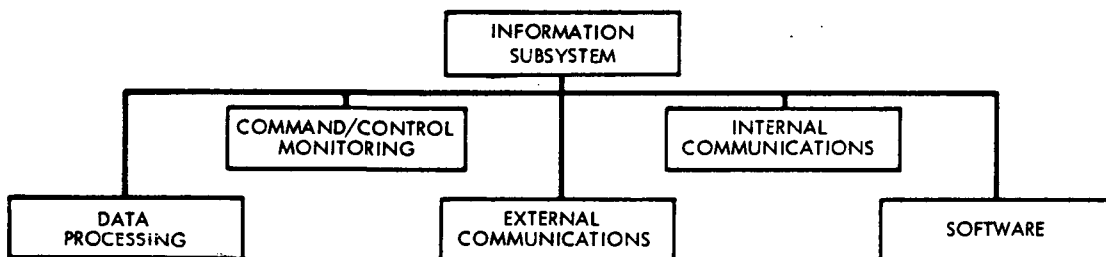 INFORMATION
SUBSYSTEM
COMMAND/CONTROL
MONITORING
INTERNAL
COMMUNICATIONS
DATA
PROCESSING
EXTERNAL
COMMUNICATIONS
SOFTWARE